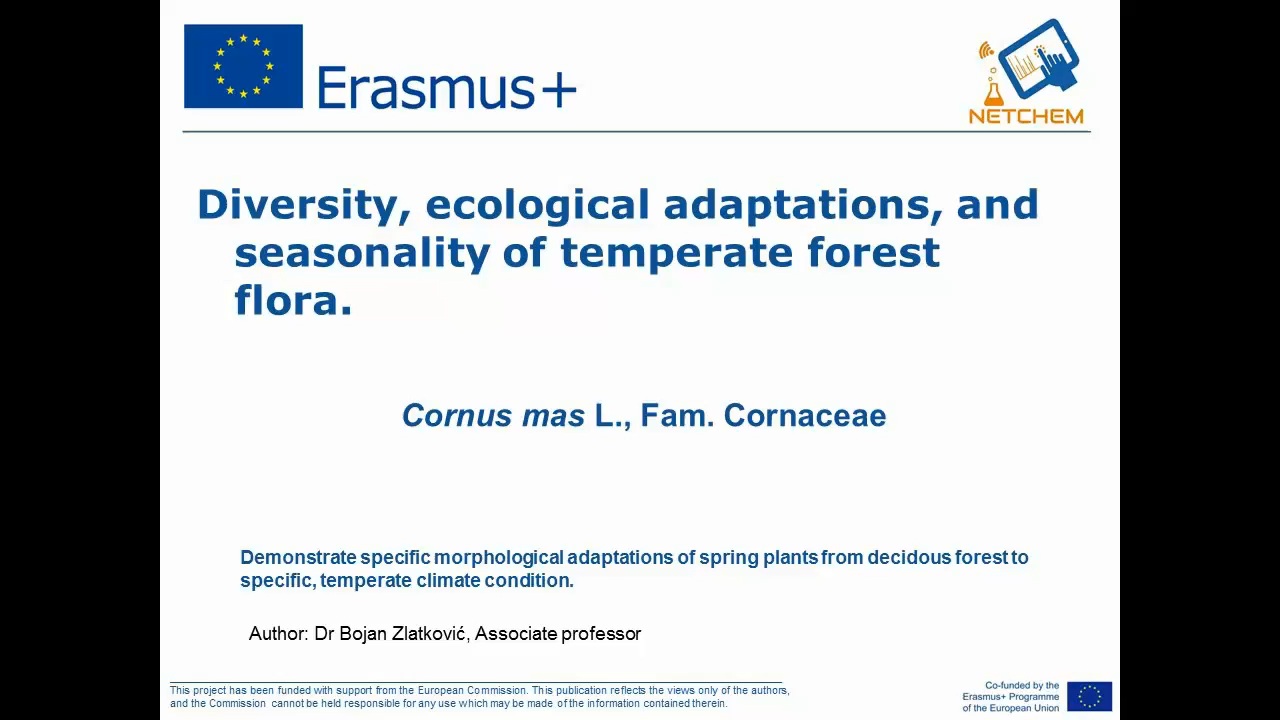 Erasmus+
NETCHEM
Diversity, ecological adaptations, and
seasonality of temperate forest
flora.
Cornus mas L., Fam. Cornaceae
Demonstrate specific morphological adaptations of spring plants from decidous forest to
specific, temperate climate condition.
Author: Dr Bojan Zlatković, Associate professor
This project has been funded with support from the European Commission. This publication reflects the views only of the authors,
and the Commission cannot be held responsible for any use which may be made of the information contained therein.
Co-funded by the
Erasmus+ Programme
of the European Union